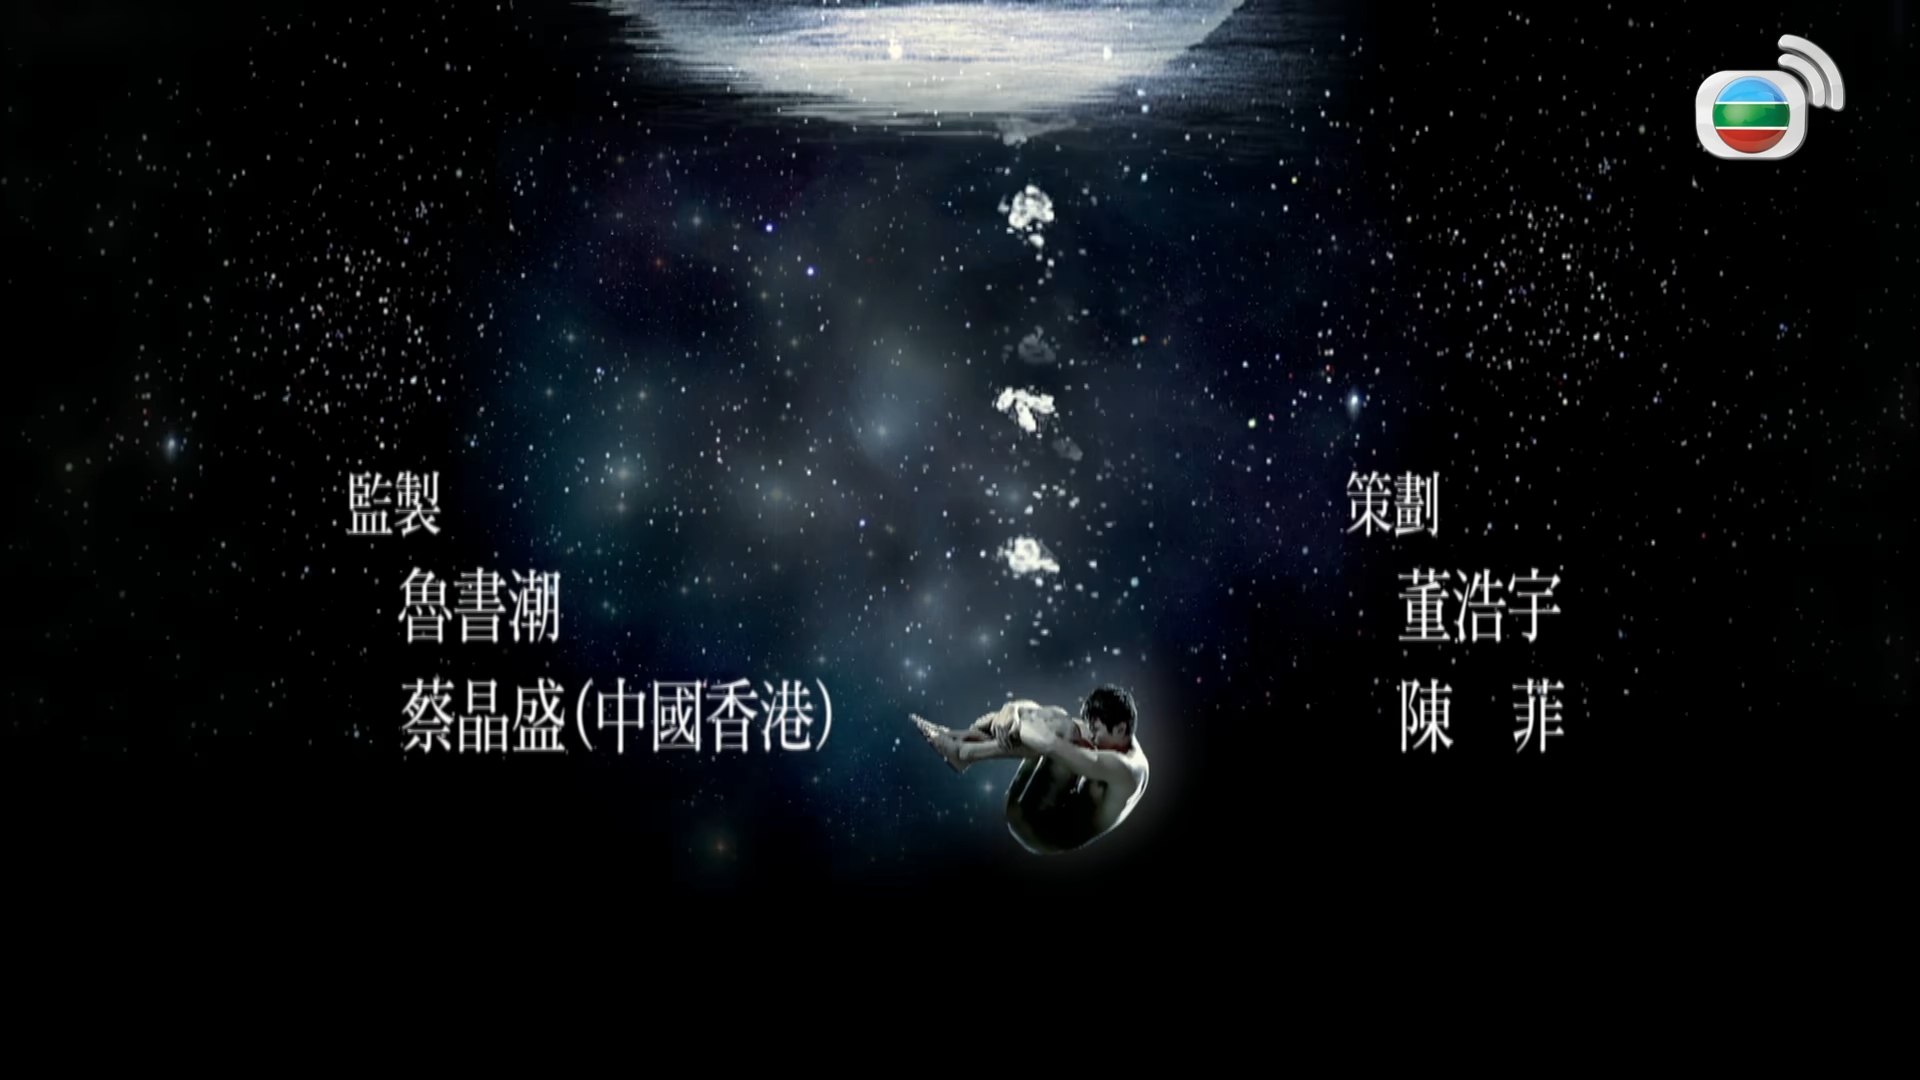 監製
魯書潮
蔡晶盛(中國香港)
策劃
董浩宇
陳　菲